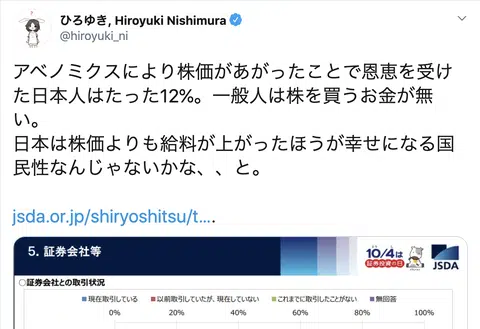 ひろゆき, Hiroyuki Nishimura
@hiroyuki_ni
アベノミクスにより株価があがったことで恩恵を受け
た日本人はたった12%。一般人は株を買うお金が無
い。
日本は株価よりも給料が上がったほうが幸せになる国
民性なんじゃないかな、、と。
jsda.or.jp/shiryoshitsu/t….
5. 証券会社等
10/4は
証券投資の日
JSDA
○証券会社との取引状況
現在取引している 以前取引していたが、現在していない これまでに取引したことがない 無回答
0% 20% 40% 60% 80% 100%